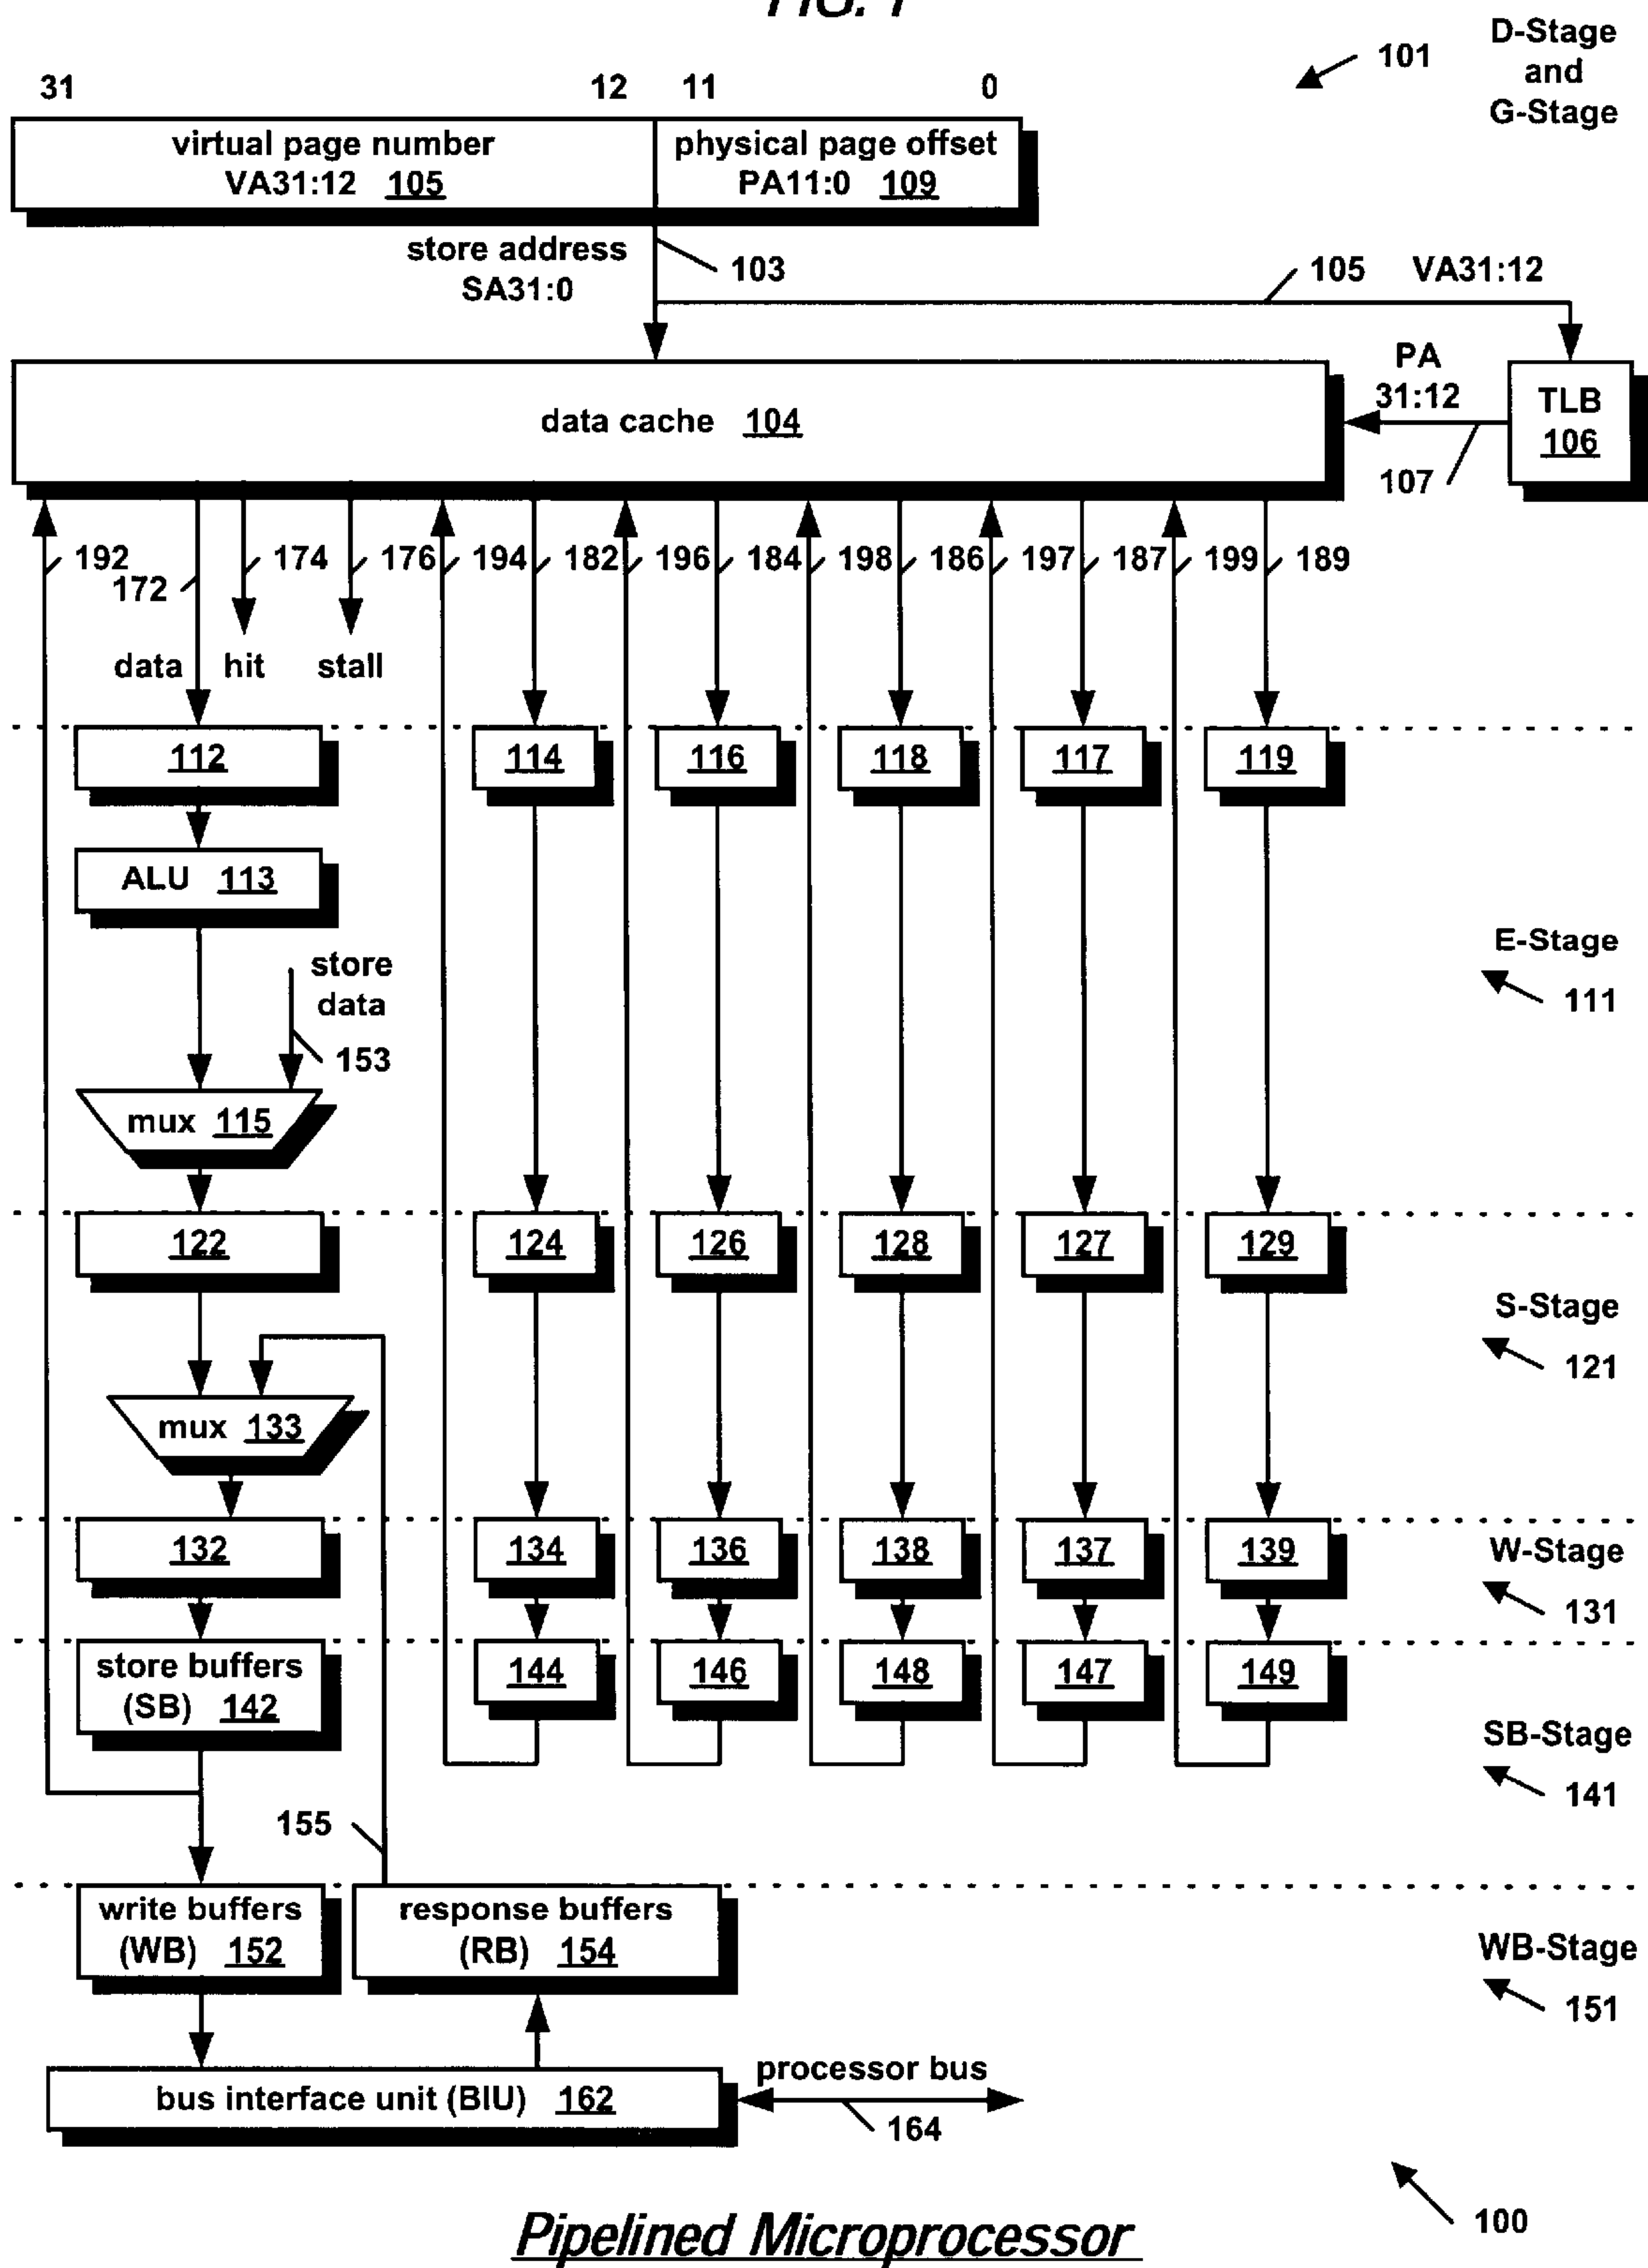 FIG. 1
101
D-Stage
and
G-Stage
31 12 11 0
virtual page number
VA31:12 105
physical page offset
PA11:0 109
store address
SA31:0
103
105 VA31:12
data cache 104
PA
31:12
107
TLB
106
192 174 176 194 182 196 184 198 186 197 187 199 189
172
data hit stall
112 114 116 118 117 119
ALU 113
E-Stage
111
store
data
153
mux 115
122 124 126 128 127 129
S-Stage
121
mux 133
132 134 136 138 137 139
W-Stage
131
store buffers
(SB) 142
144 146 148 147 149
SB-Stage
141
155
write buffers
(WB) 152
response buffers
(RB) 154
WB-Stage
151
bus interface unit (BIU) 162
processor bus
164
100
Pipelined Microprocessor